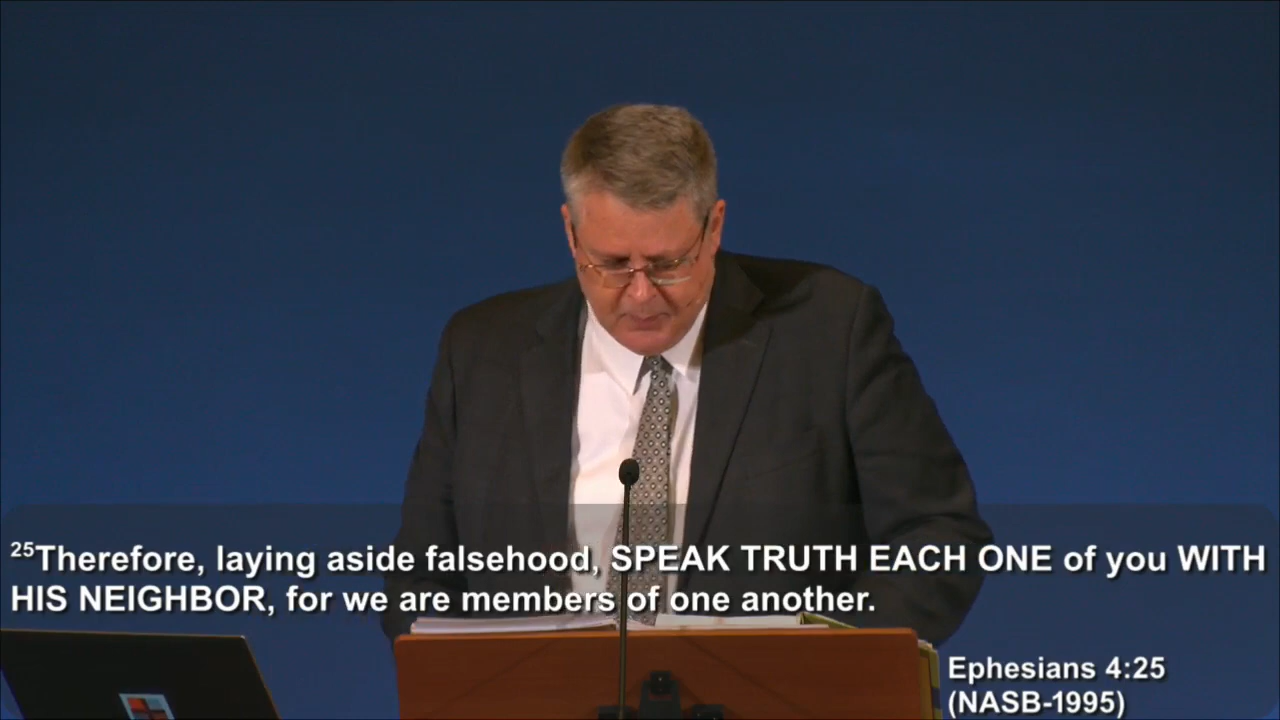 ²⁵Therefore, laying aside falsehood, SPEAK TRUTH EACH ONE of you WITH
HIS NEIGHBOR, for we are members of one another.
Ephesians 4:25
(NASB-1995)